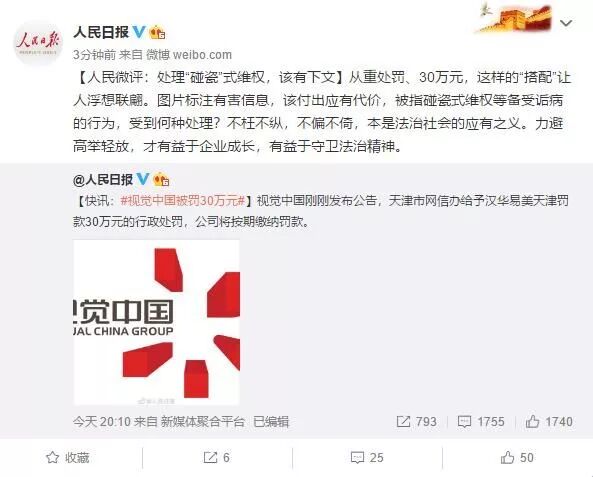 人民日报
人民日报
PEOPLE'S DAILY
3分钟前 来自 微博 weibo.com
【人民微评：处理“碰瓷”式维权，该有下文】从重处罚、30万元，这样的“搭配”让
人浮想联翩。图片标注有害信息，该付出应有代价，被指碰瓷式维权等备受诟病
的行为，受到何种处理？不枉不纵，不偏不倚，本是法治社会的应有之义。力避
高举轻放，才有益于企业成长，有益于守卫法治精神。
@人民日报
【快讯：#视觉中国被罚30万元#】视觉中国刚刚发布公告，天津市网信办给予汉华易美天津罚
款30万元的行政处罚，公司将按期缴纳罚款。
觉中国
UAL CHINA GROUP
@人民日报
今天 20:10 来自 新媒体聚合平台 已编辑
793
1755
1740
收藏
6
25
50